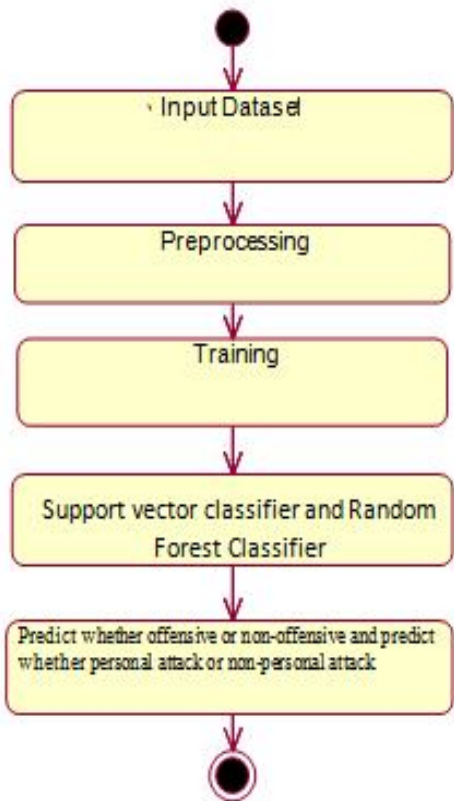 Input Dataset
Preprocessing
Training
Support vector classifier and Random
Forest Classifier
Predict whether offensive or non-offensive and predict
whether personal attack or non-personal attack